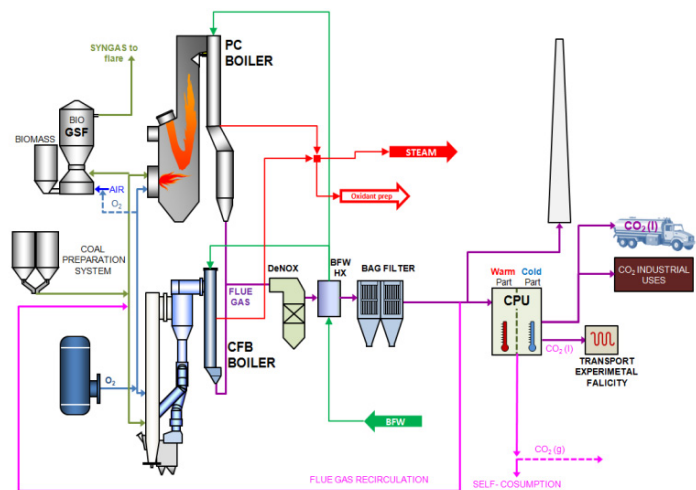 SYNGAS to
flare
PC
BOILER
BIO
GSF
BIOMASS
AIR
O2
STEAM
Oxidant prep
CO2 (l)
COAL
PREPARATION
SYSTEM
FLUE
GAS
DeNOX
BFW
HX
BAG FILTER
Warm
Part
Cold
Part
CPU
CO2 INDUSTRIAL
USES
CO2 (l)
TRANSPORT
EXPERIMETAL
FALICITY
CFB
BOILER
O2
BFW
CO2 (g)
FLUE GAS RECIRCULATION
SELF- COSUMPTION